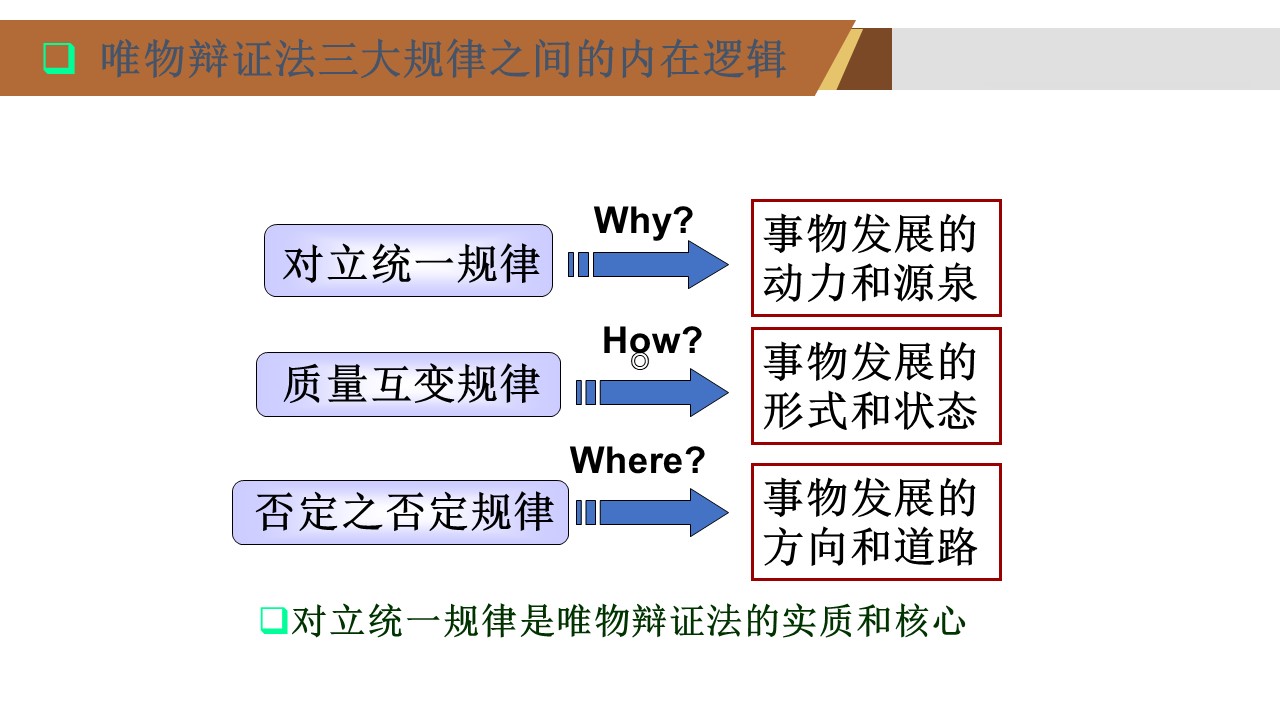 唯物辩证法三大规律之间的内在逻辑
Why?
对立统一规律
事物发展的
动力和源泉
How?
质量互变规律
事物发展的
形式和状态
Where?
否定之否定规律
事物发展的
方向和道路
对立统一规律是唯物辩证法的实质和核心